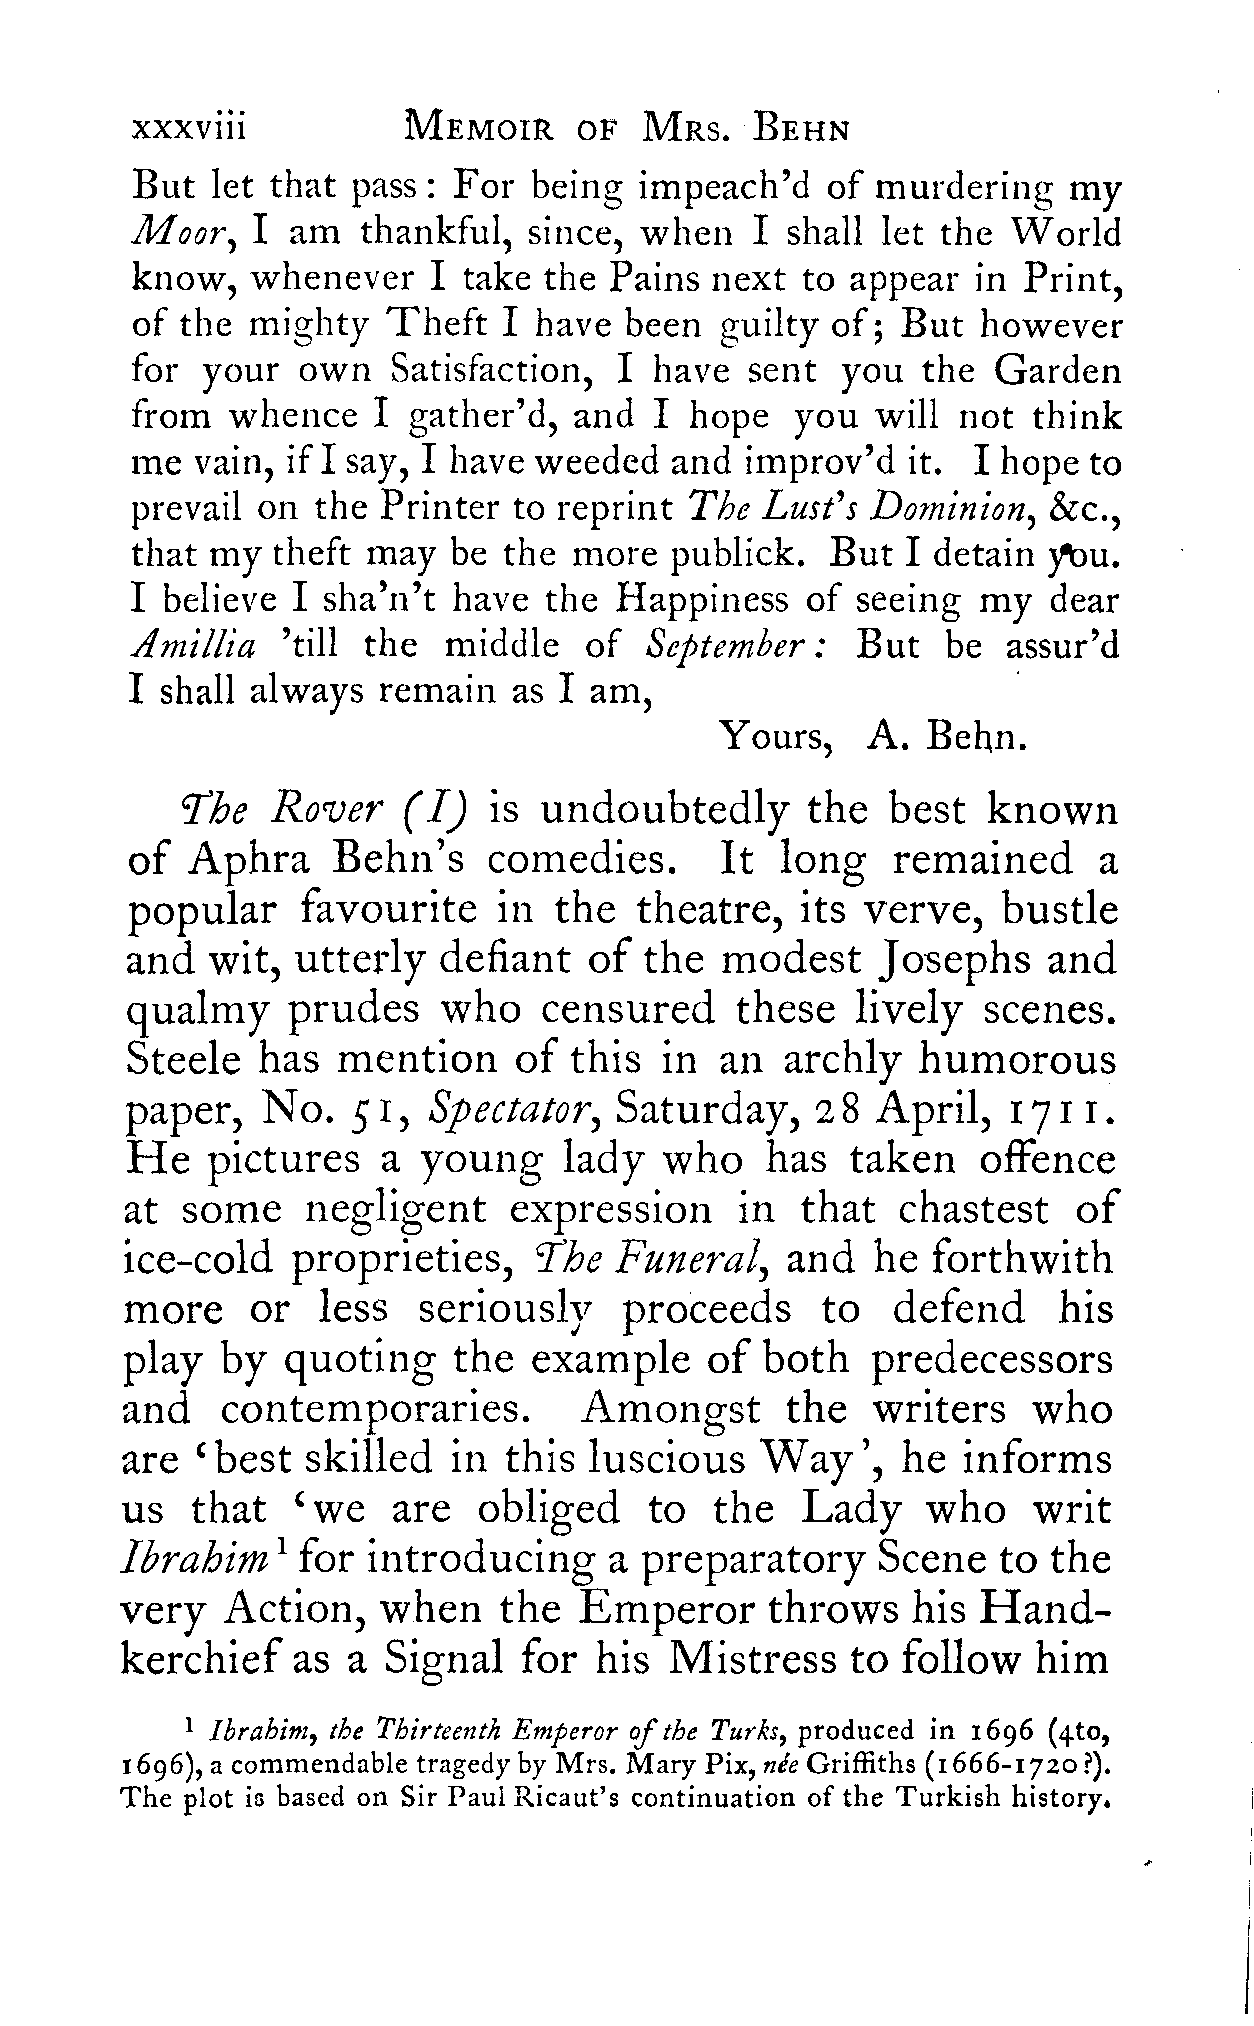 xxxviii Memoir of Mrs. Behn
But let that pass : For being impeach'd of murdering my
Moor, I am thankful, since, when I shall let the World
know, whenever I take the Pains next to appear in Print,
of the mighty Theft I have been guilty of; But however
for your own Satisfaction, I have sent you the Garden
from whence I gather'd, and I hope you will not think
me vain, if I say, I have weeded and improv'd it. I hope to
prevail on the Printer to reprint The Lust's Dominion, &c.,
that my theft may be the more publick. But I detain you.
I believe I sha'n't have the Happiness of seeing my dear
Amillia 'till the middle of September : But be assur'd
I shall always remain as I am,
Yours, A. Behn.
The Rover (I) is undoubtedly the best known
of Aphra Behn's comedies. It long remained a
popular favourite in the theatre, its verve, bustle
and wit, utterly defiant of the modest Josephs and
qualmy prudes who censured these lively scenes.
Steele has mention of this in an archly humorous
paper, No. 51, Spectator, Saturday, 28 April, 1711.
He pictures a young lady who has taken offence
at some negligent expression in that chastest of
ice-cold proprieties, The Funeral, and he forthwith
more or less seriously proceeds to defend his
play by quoting the example of both predecessors
and contemporaries. Amongst the writers who
are ‘best skilled in this luscious Way’, he informs
us that ‘we are obliged to the Lady who writ
Ibrahim¹ for introducing a preparatory Scene to the
very Action, when the Emperor throws his Hand-
kerchief as a Signal for his Mistress to follow him
¹ Ibrahim, the Thirteenth Emperor of the Turks, produced in 1696 (4to,
1696), a commendable tragedy by Mrs. Mary Pix, née Griffiths (1666-1720?).
The plot is based on Sir Paul Ricaut's continuation of the Turkish history.